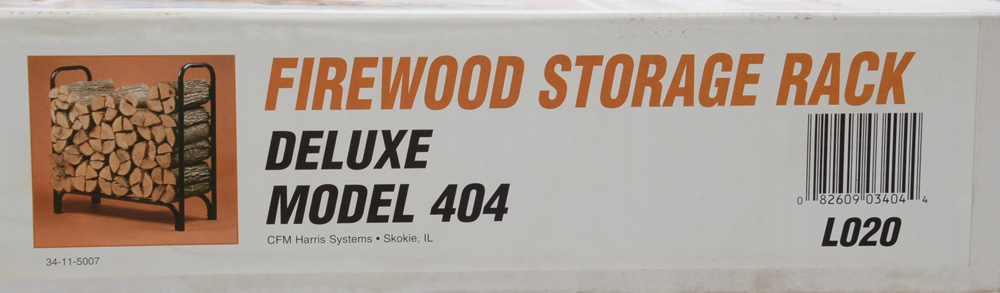 FIREWOOD STORAGE RACK
DELUXE
MODEL 404
CFM Harris Systems • Skokie, IL
34-11-5007
0 82609 03404 4
L020